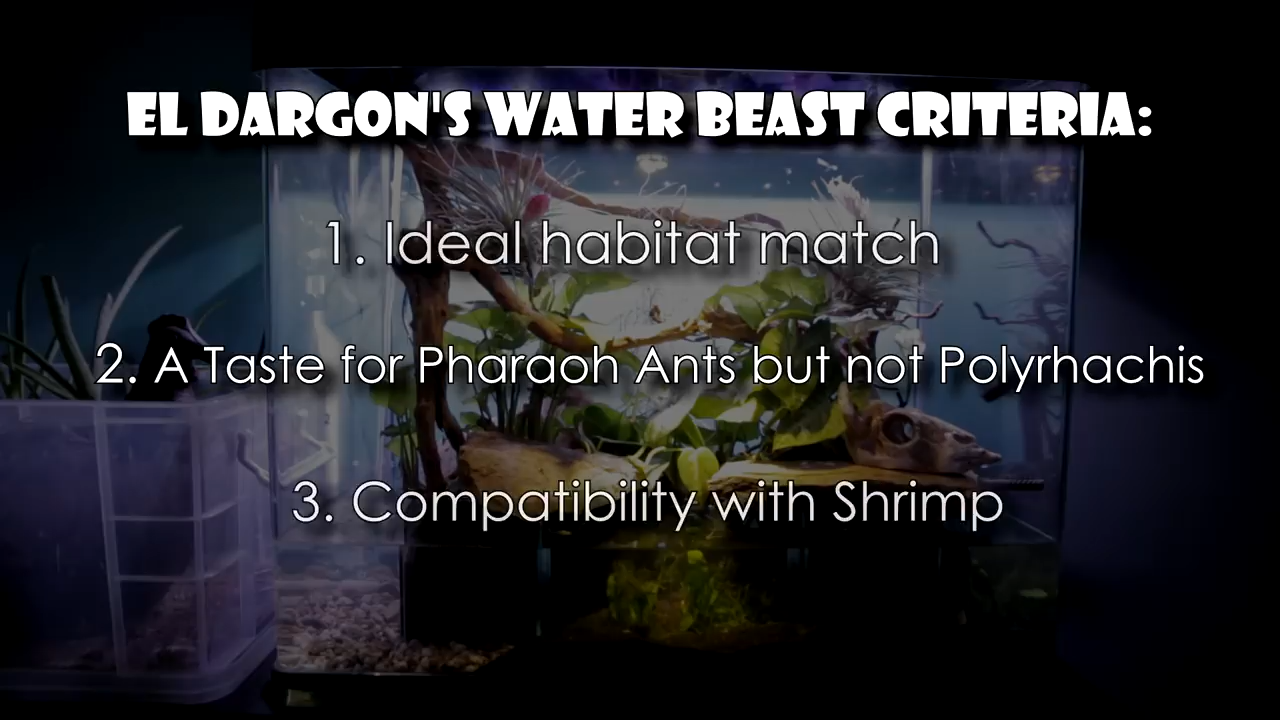 EL DARGON'S WATER BEAST CRITERIA:
1. Ideal habitat match
2. A Taste for Pharaoh Ants but not Polyrhachis
3. Compatibility with Shrimp